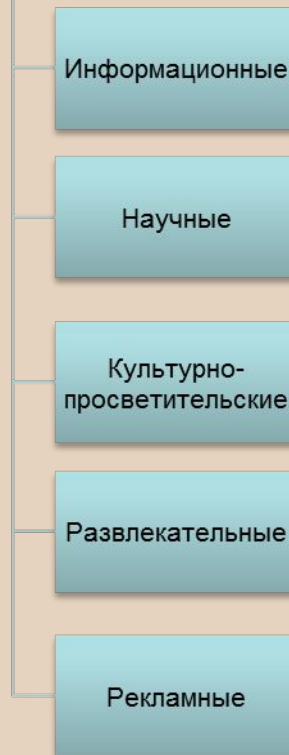 Информационные
Научные
Культурно-
просветительские
Развлекательные
Рекламные